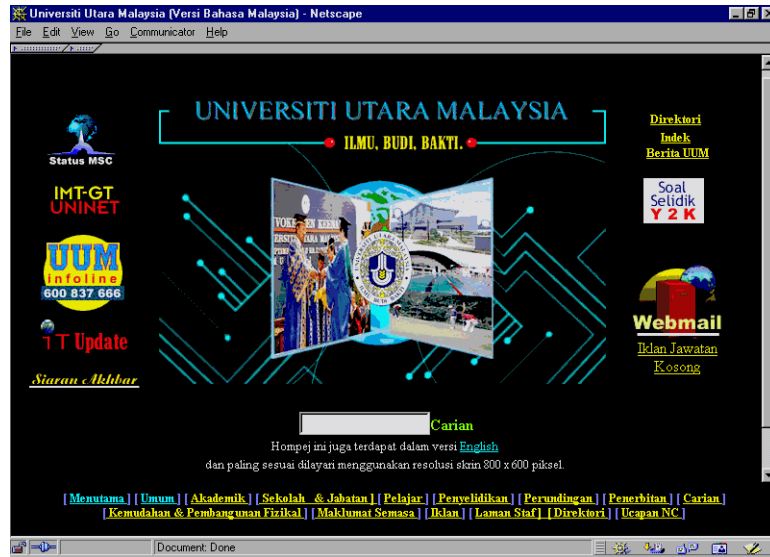 Universiti Utara Malaysia (Versi Bahasa Malaysia) - Netscape
File Edit View Go Communicator Help
UNIVERSITI UTARA MALAYSIA
ILMU, BUDI, BAKTI.
Status MSC
IMT-GT
UNINET
UUM
infoline
600 837 666
IT Update
Siaran Akhbar
Direktori
Indek
Berita UUM
Soal
Selidik
Y 2 K
Webmail
Iklan Jawatan
Kosong
Carian
Hompej ini juga terdapat dalam versi English
dan paling sesuai dilayari menggunakan resolusi skrin 800 x 600 piksel.
[ Menutama ] [ Umum ] [ Akademik ] [ Sekolah & Jabatan ] [ Pelajar ] [ Penyelidikan ] [ Perundingan ] [ Penerbitan ] [ Carian ]
[ Kemudahan & Pembangunan Fizikal ] [ Maklumat Semasa ] [ Iklan ] [ Laman Staf ] [ Direktori ] [ Ucapan NC ]
Document: Done